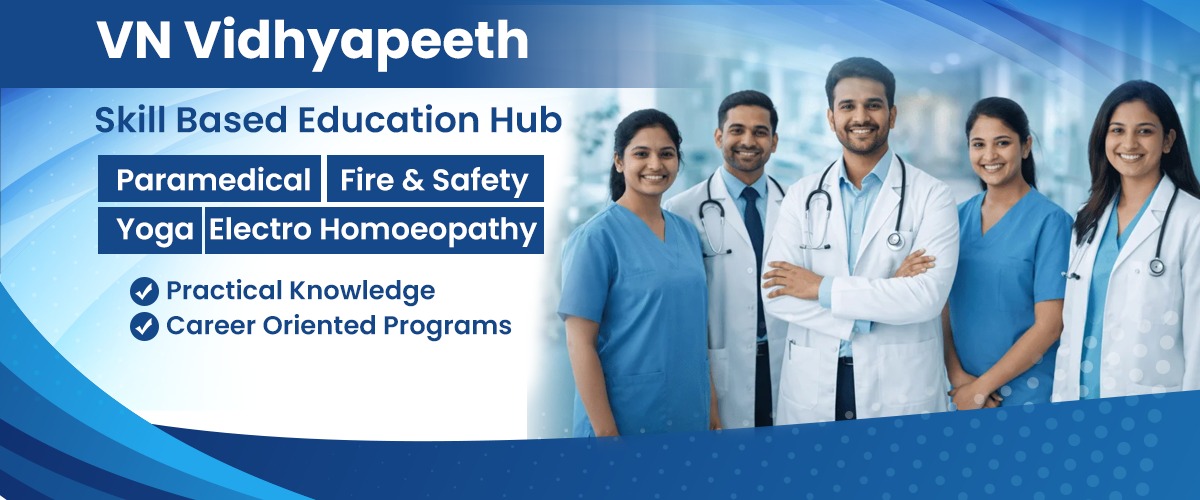 VN Vidhyapeeth
Skill Based Education Hub
Paramedical
Fire & Safety
Yoga
Electro Homoeopathy
Practical Knowledge
Career Oriented Programs